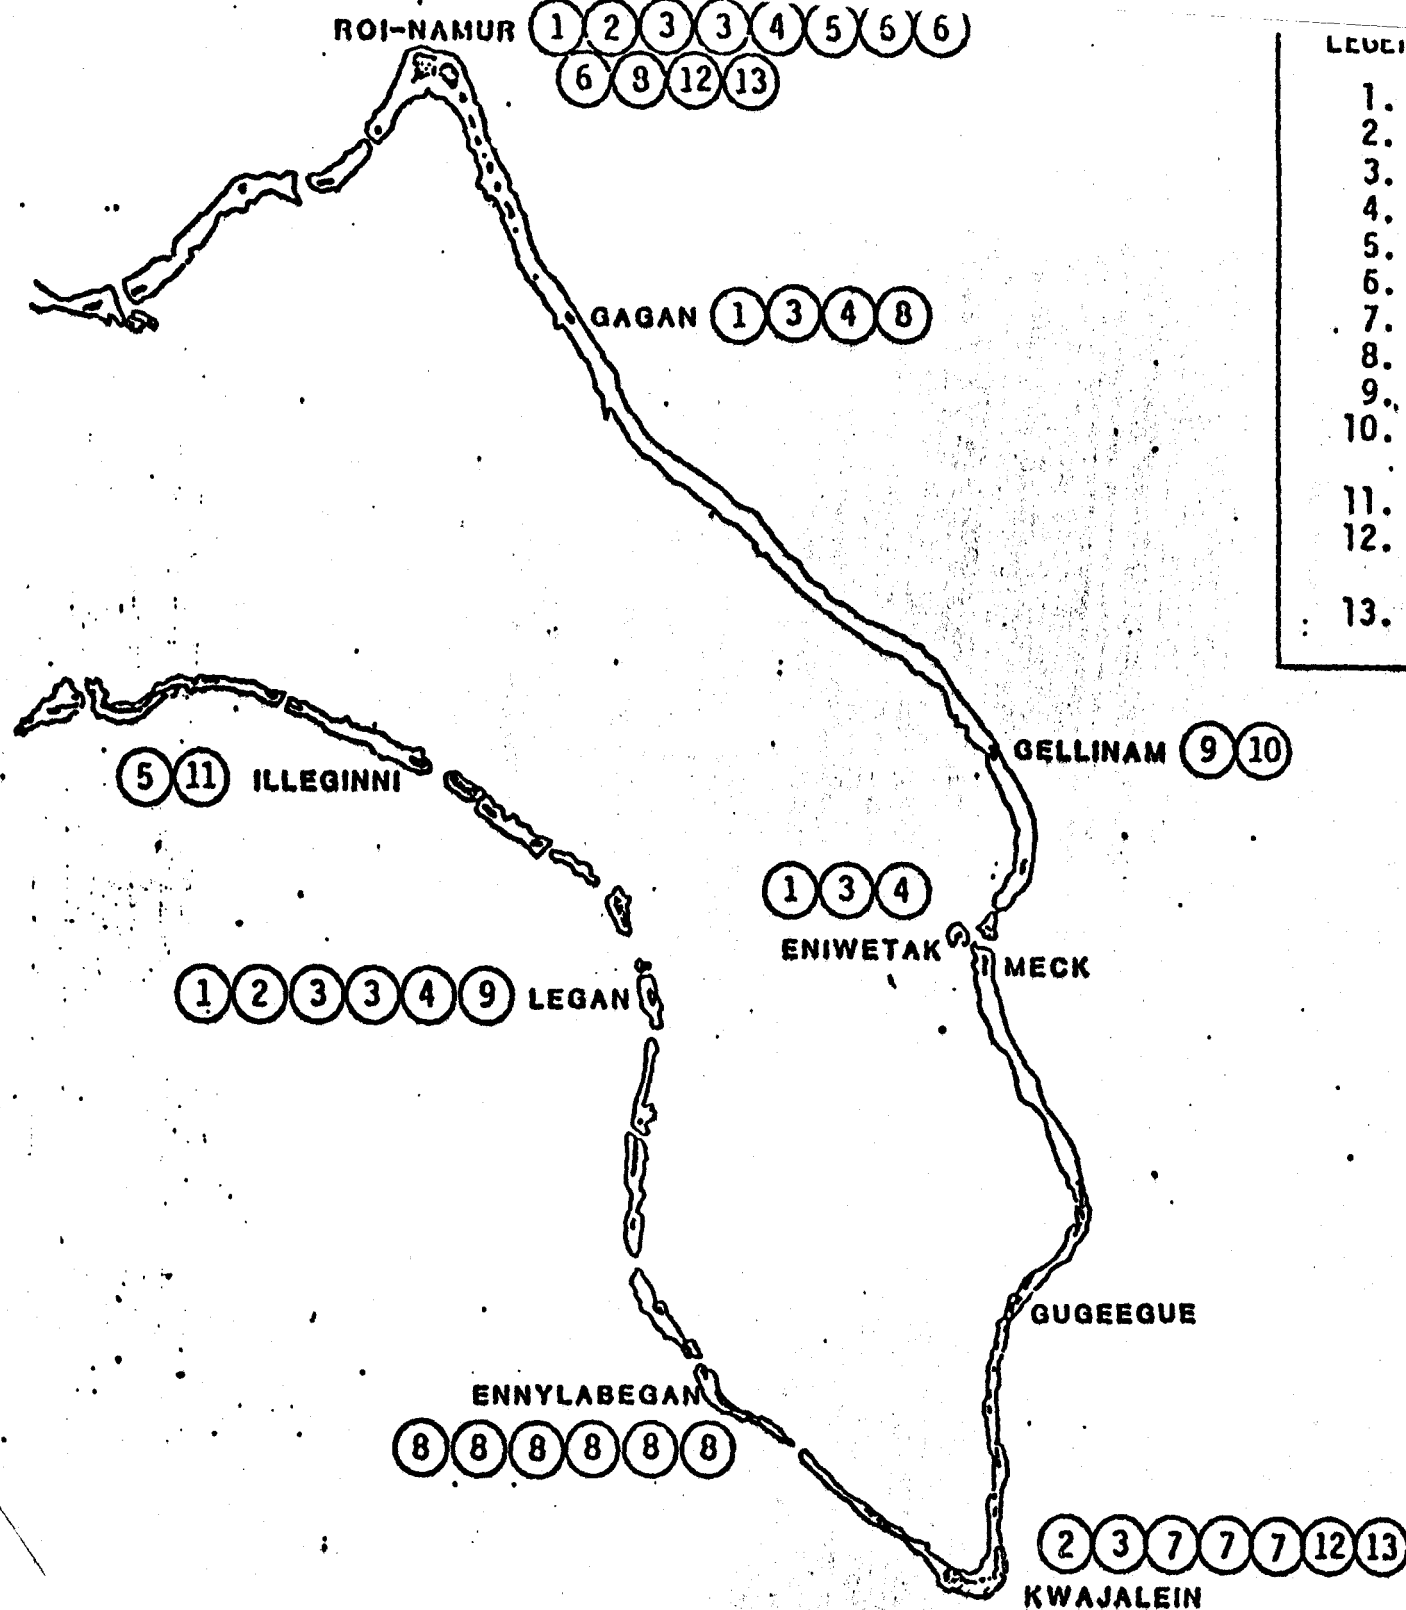 ROI-NAMUR 1 2 3 3 4 5 6 6
6 8 12 13
1.
2.
3.
4.
5.
6.
7.
8.
9.
10.
11.
12.
13.
GAGAN 1 3 4 8
GELLINAM 9 10
5 11 ILLEGINNI
1 3 4
ENIWETAK
MECK
1 2 3 3 4 9 LEGAN
GUGEEGUE
ENNYLABEGAN
8 8 8 8 8 8
2 3 7 7 7 12 13
KWAJALEIN